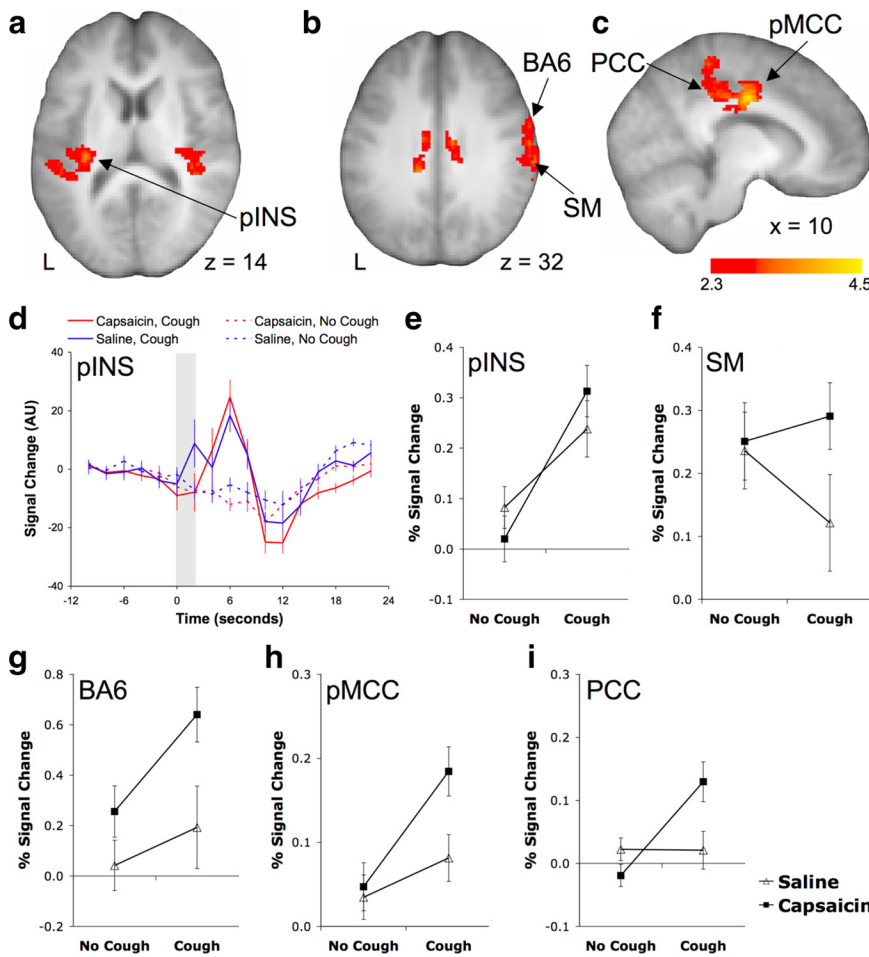 a
b
c
BA6
PCC
pMCC
pINS
SM
L
z = 14
L
z = 32
x = 10
2.3
4.5
d
Capsaicin, Cough
Capsaicin, No Cough
Saline, Cough
Saline, No Cough
pINS
Signal Change (AU)
40
20
0
-20
-40
-12
-6
0
6
12
18
24
Time (seconds)
e
pINS
% Signal Change
0.5
0.4
0.3
0.2
0.1
0.0
-0.1
No Cough
Cough
f
SM
% Signal Change
0.4
0.3
0.2
0.1
0.0
No Cough
Cough
g
BA6
% Signal Change
0.8
0.6
0.4
0.2
0.0
-0.2
No Cough
Cough
h
pMCC
% Signal Change
0.3
0.2
0.1
0.0
No Cough
Cough
i
PCC
% Signal Change
0.3
0.2
0.1
0.0
-0.1
No Cough
Cough
Saline
Capsaicin